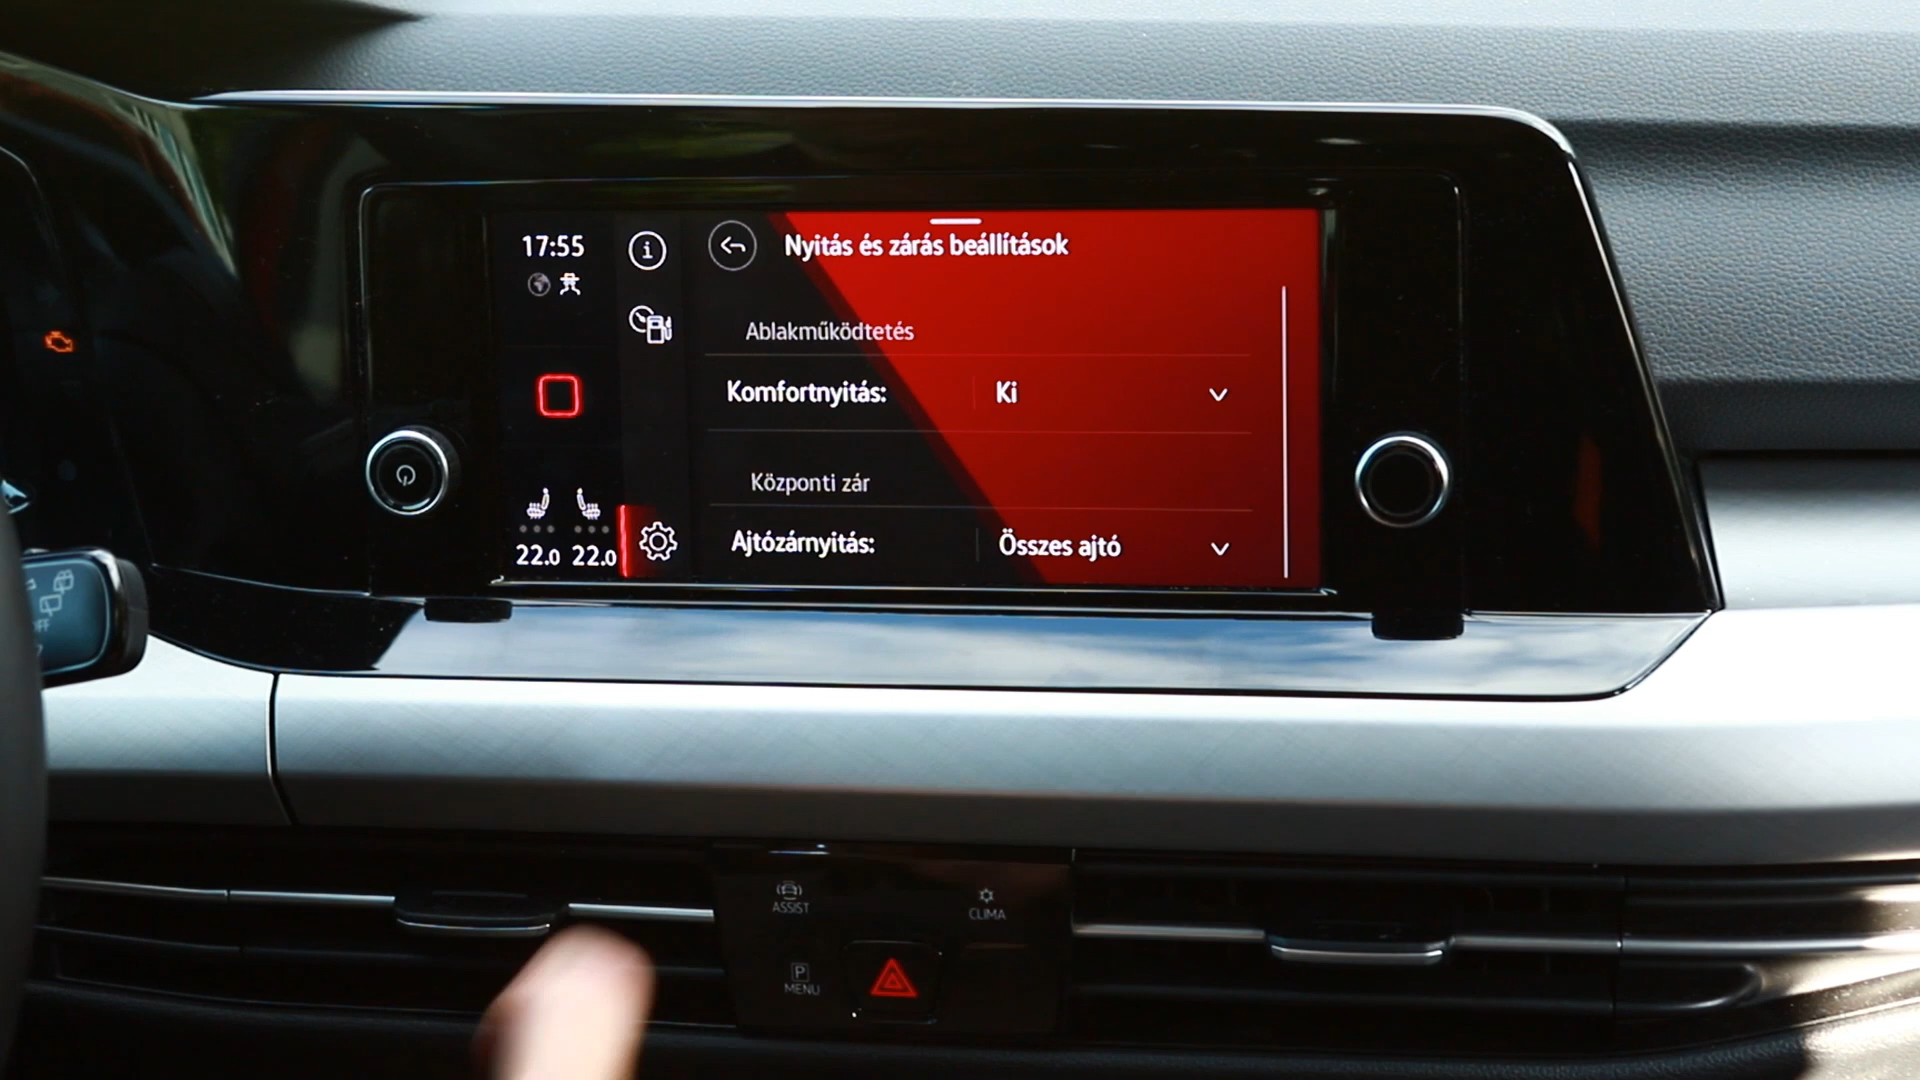 17:55
Nyitás és zárás beállítások
Ablakműködtetés
Komfortnyitás: Ki
Központi zár
Ajtózárnyitás: Összes ajtó
22.0 22.0
OFF
ASSIST
CLIMA
P
MENU